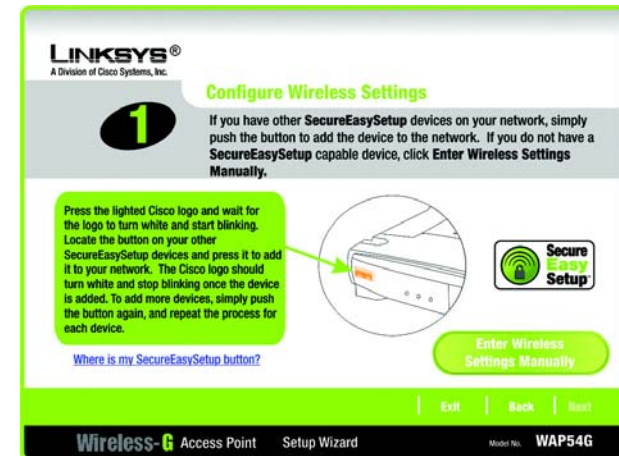 LINKSYS®
A Division of Cisco Systems, Inc.
1
Configure Wireless Settings
If you have other SecureEasySetup devices on your network, simply
push the button to add the device to the network. If you do not have a
SecureEasySetup capable device, click Enter Wireless Settings
Manually.
Press the lighted Cisco logo and wait for
the logo to turn white and start blinking.
Locate the button on your other
SecureEasySetup devices and press it to add
it to your network. The Cisco logo should
turn white and stop blinking once the device
is added. To add more devices, simply push
the button again, and repeat the process for
each device.
Where is my SecureEasySetup button?
Secure
Easy
Setup
Enter Wireless
Settings Manually
Exit
Back
Next
Wireless-G Access Point
Setup Wizard
Model No.
WAP54G